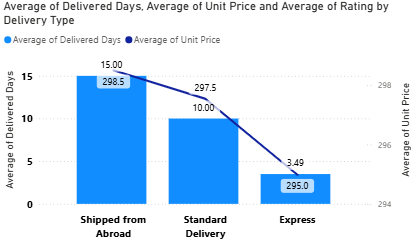 Average of Delivered Days, Average of Unit Price and Average of Rating by
Delivery Type
Average of Delivered Days Average of Unit Price
Average of Delivered Days
15
10
5
0
15.00
298.5
297.5
10.00
3.49
295.0
298
296
294
Average of Unit Price
Shipped from
Abroad
Standard
Delivery
Express